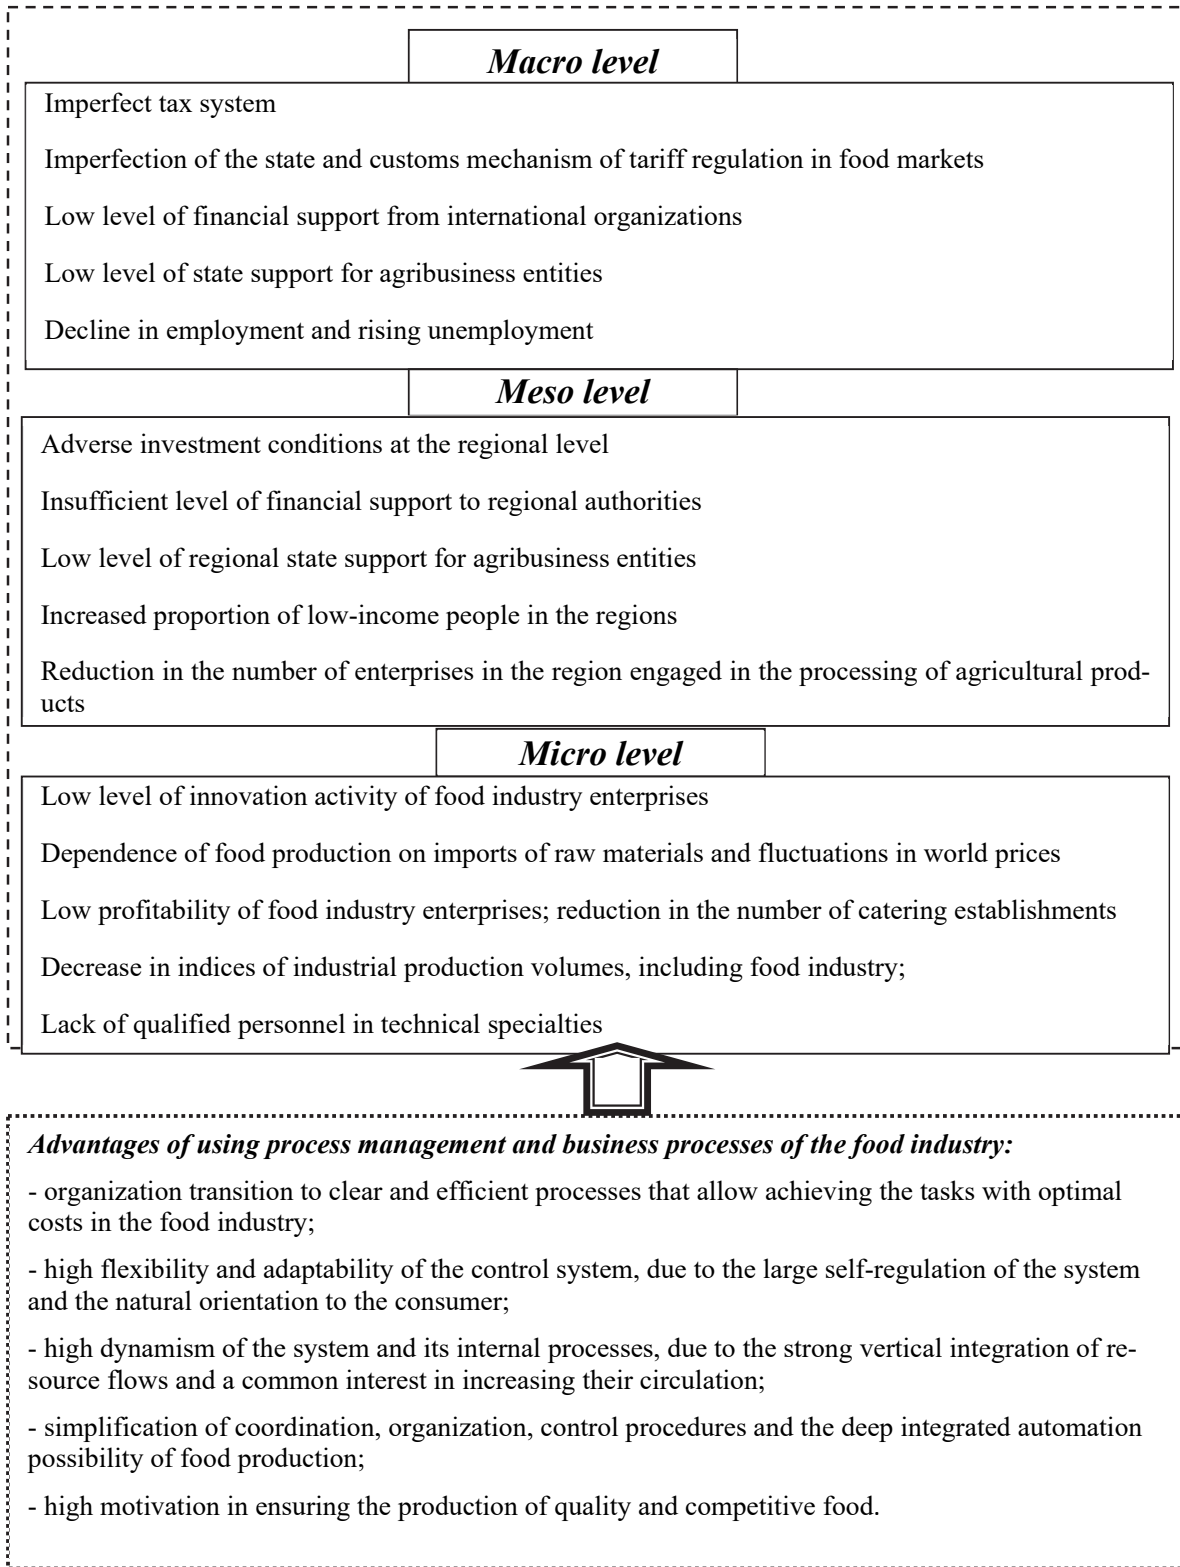 Macro level
Imperfect tax system
Imperfection of the state and customs mechanism of tariff regulation in food markets
Low level of financial support from international organizations
Low level of state support for agribusiness entities
Decline in employment and rising unemployment
Meso level
Adverse investment conditions at the regional level
Insufficient level of financial support to regional authorities
Low level of regional state support for agribusiness entities
Increased proportion of low-income people in the regions
Reduction in the number of enterprises in the region engaged in the processing of agricultural prod-
ucts
Micro level
Low level of innovation activity of food industry enterprises
Dependence of food production on imports of raw materials and fluctuations in world prices
Low profitability of food industry enterprises; reduction in the number of catering establishments
Decrease in indices of industrial production volumes, including food industry;
Lack of qualified personnel in technical specialties
Advantages of using process management and business processes of the food industry:
- organization transition to clear and efficient processes that allow achieving the tasks with optimal
costs in the food industry;
- high flexibility and adaptability of the control system, due to the large self-regulation of the system
and the natural orientation to the consumer;
- high dynamism of the system and its internal processes, due to the strong vertical integration of re-
source flows and a common interest in increasing their circulation;
- simplification of coordination, organization, control procedures and the deep integrated automation
possibility of food production;
- high motivation in ensuring the production of quality and competitive food.